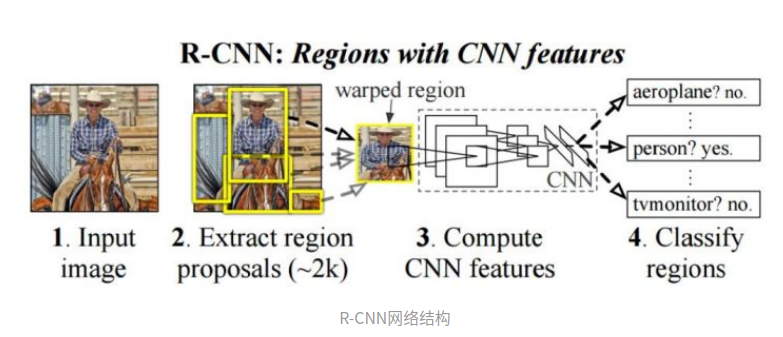 R-CNN: Regions with CNN features
warped region
aeroplane? no.
person? yes.
tvmonitor? no.
CNN
1. Input
image
2. Extract region
proposals (~2k)
3. Compute
CNN features
4. Classify
regions
R-CNN网络结构